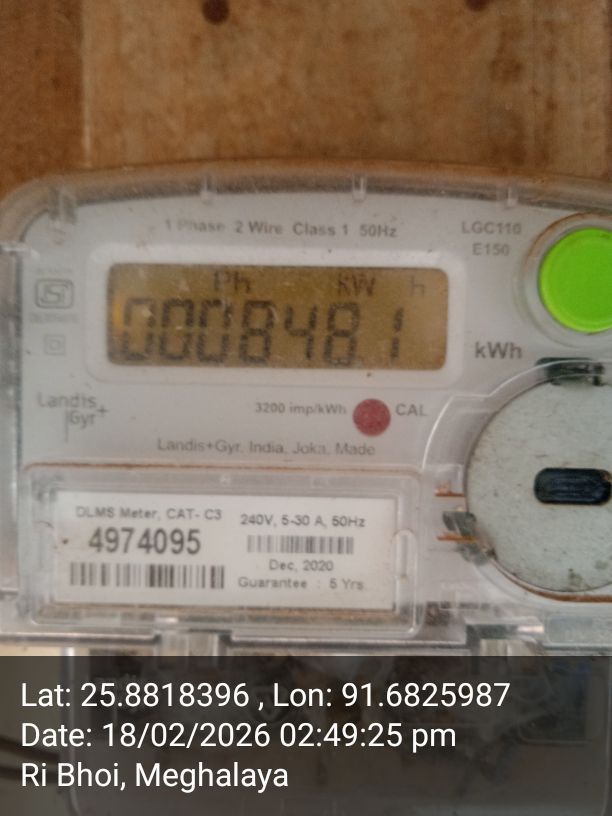 1 Phase 2 Wire Class 1 50Hz
LGC110
E150
Ph kW h
0008481
kWh
Landis+
Gyr
3200 imp/kWh CAL
Landis+Gyr, India, Joka, Made
DLMS Meter, CAT- C3
4974095
240V, 5-30 A, 50Hz
Dec, 2020
Guarantee : 5 Yrs.
Lat: 25.8818396 , Lon: 91.6825987
Date: 18/02/2026 02:49:25 pm
Ri Bhoi, Meghalaya